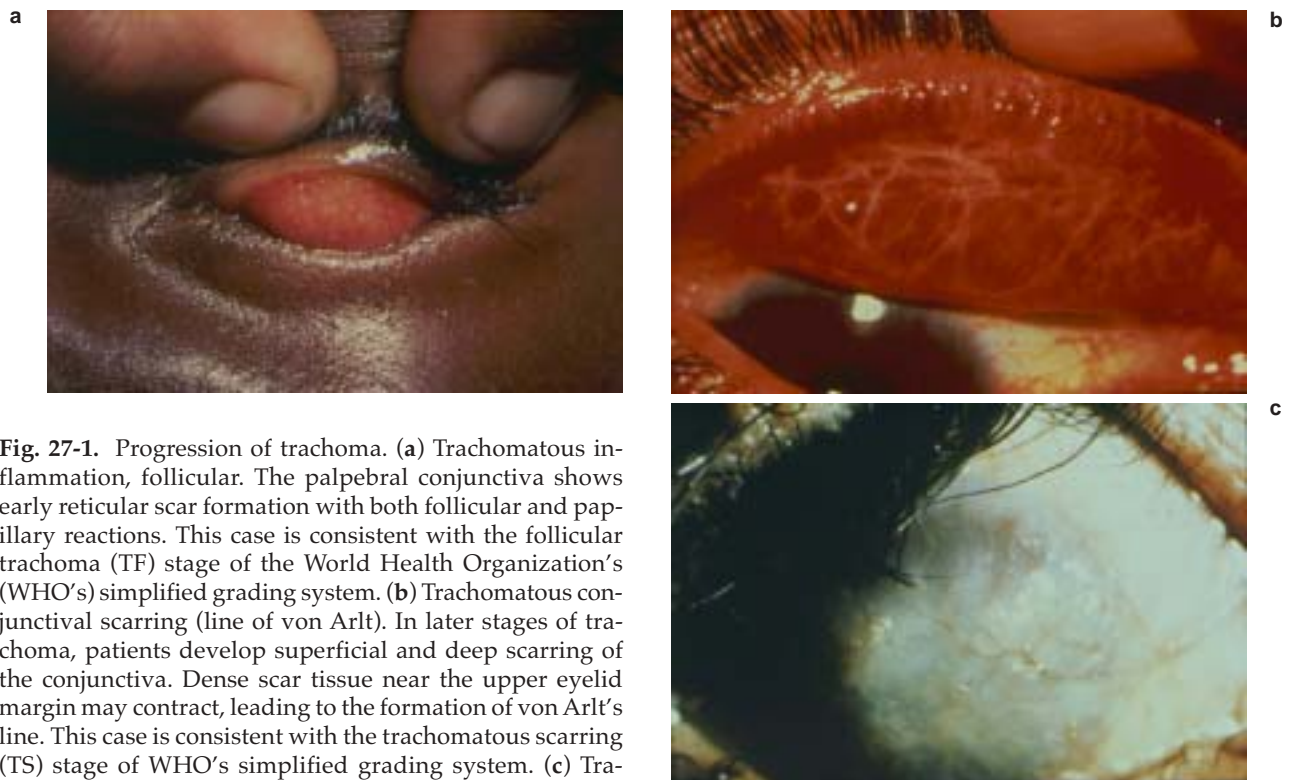 a
b
c
Fig. 27-1. Progression of trachoma. (a) Trachomatous in-
flammation, follicular. The palpebral conjunctiva shows
early reticular scar formation with both follicular and pap-
illary reactions. This case is consistent with the follicular
trachoma (TF) stage of the World Health Organization's
(WHO's) simplified grading system. (b) Trachomatous con-
junctival scarring (line of von Arlt). In later stages of tra-
choma, patients develop superficial and deep scarring of
the conjunctiva. Dense scar tissue near the upper eyelid
margin may contract, leading to the formation of von Arlt's
line. This case is consistent with the trachomatous scarring
(TS) stage of WHO's simplified grading system. (c) Tra-